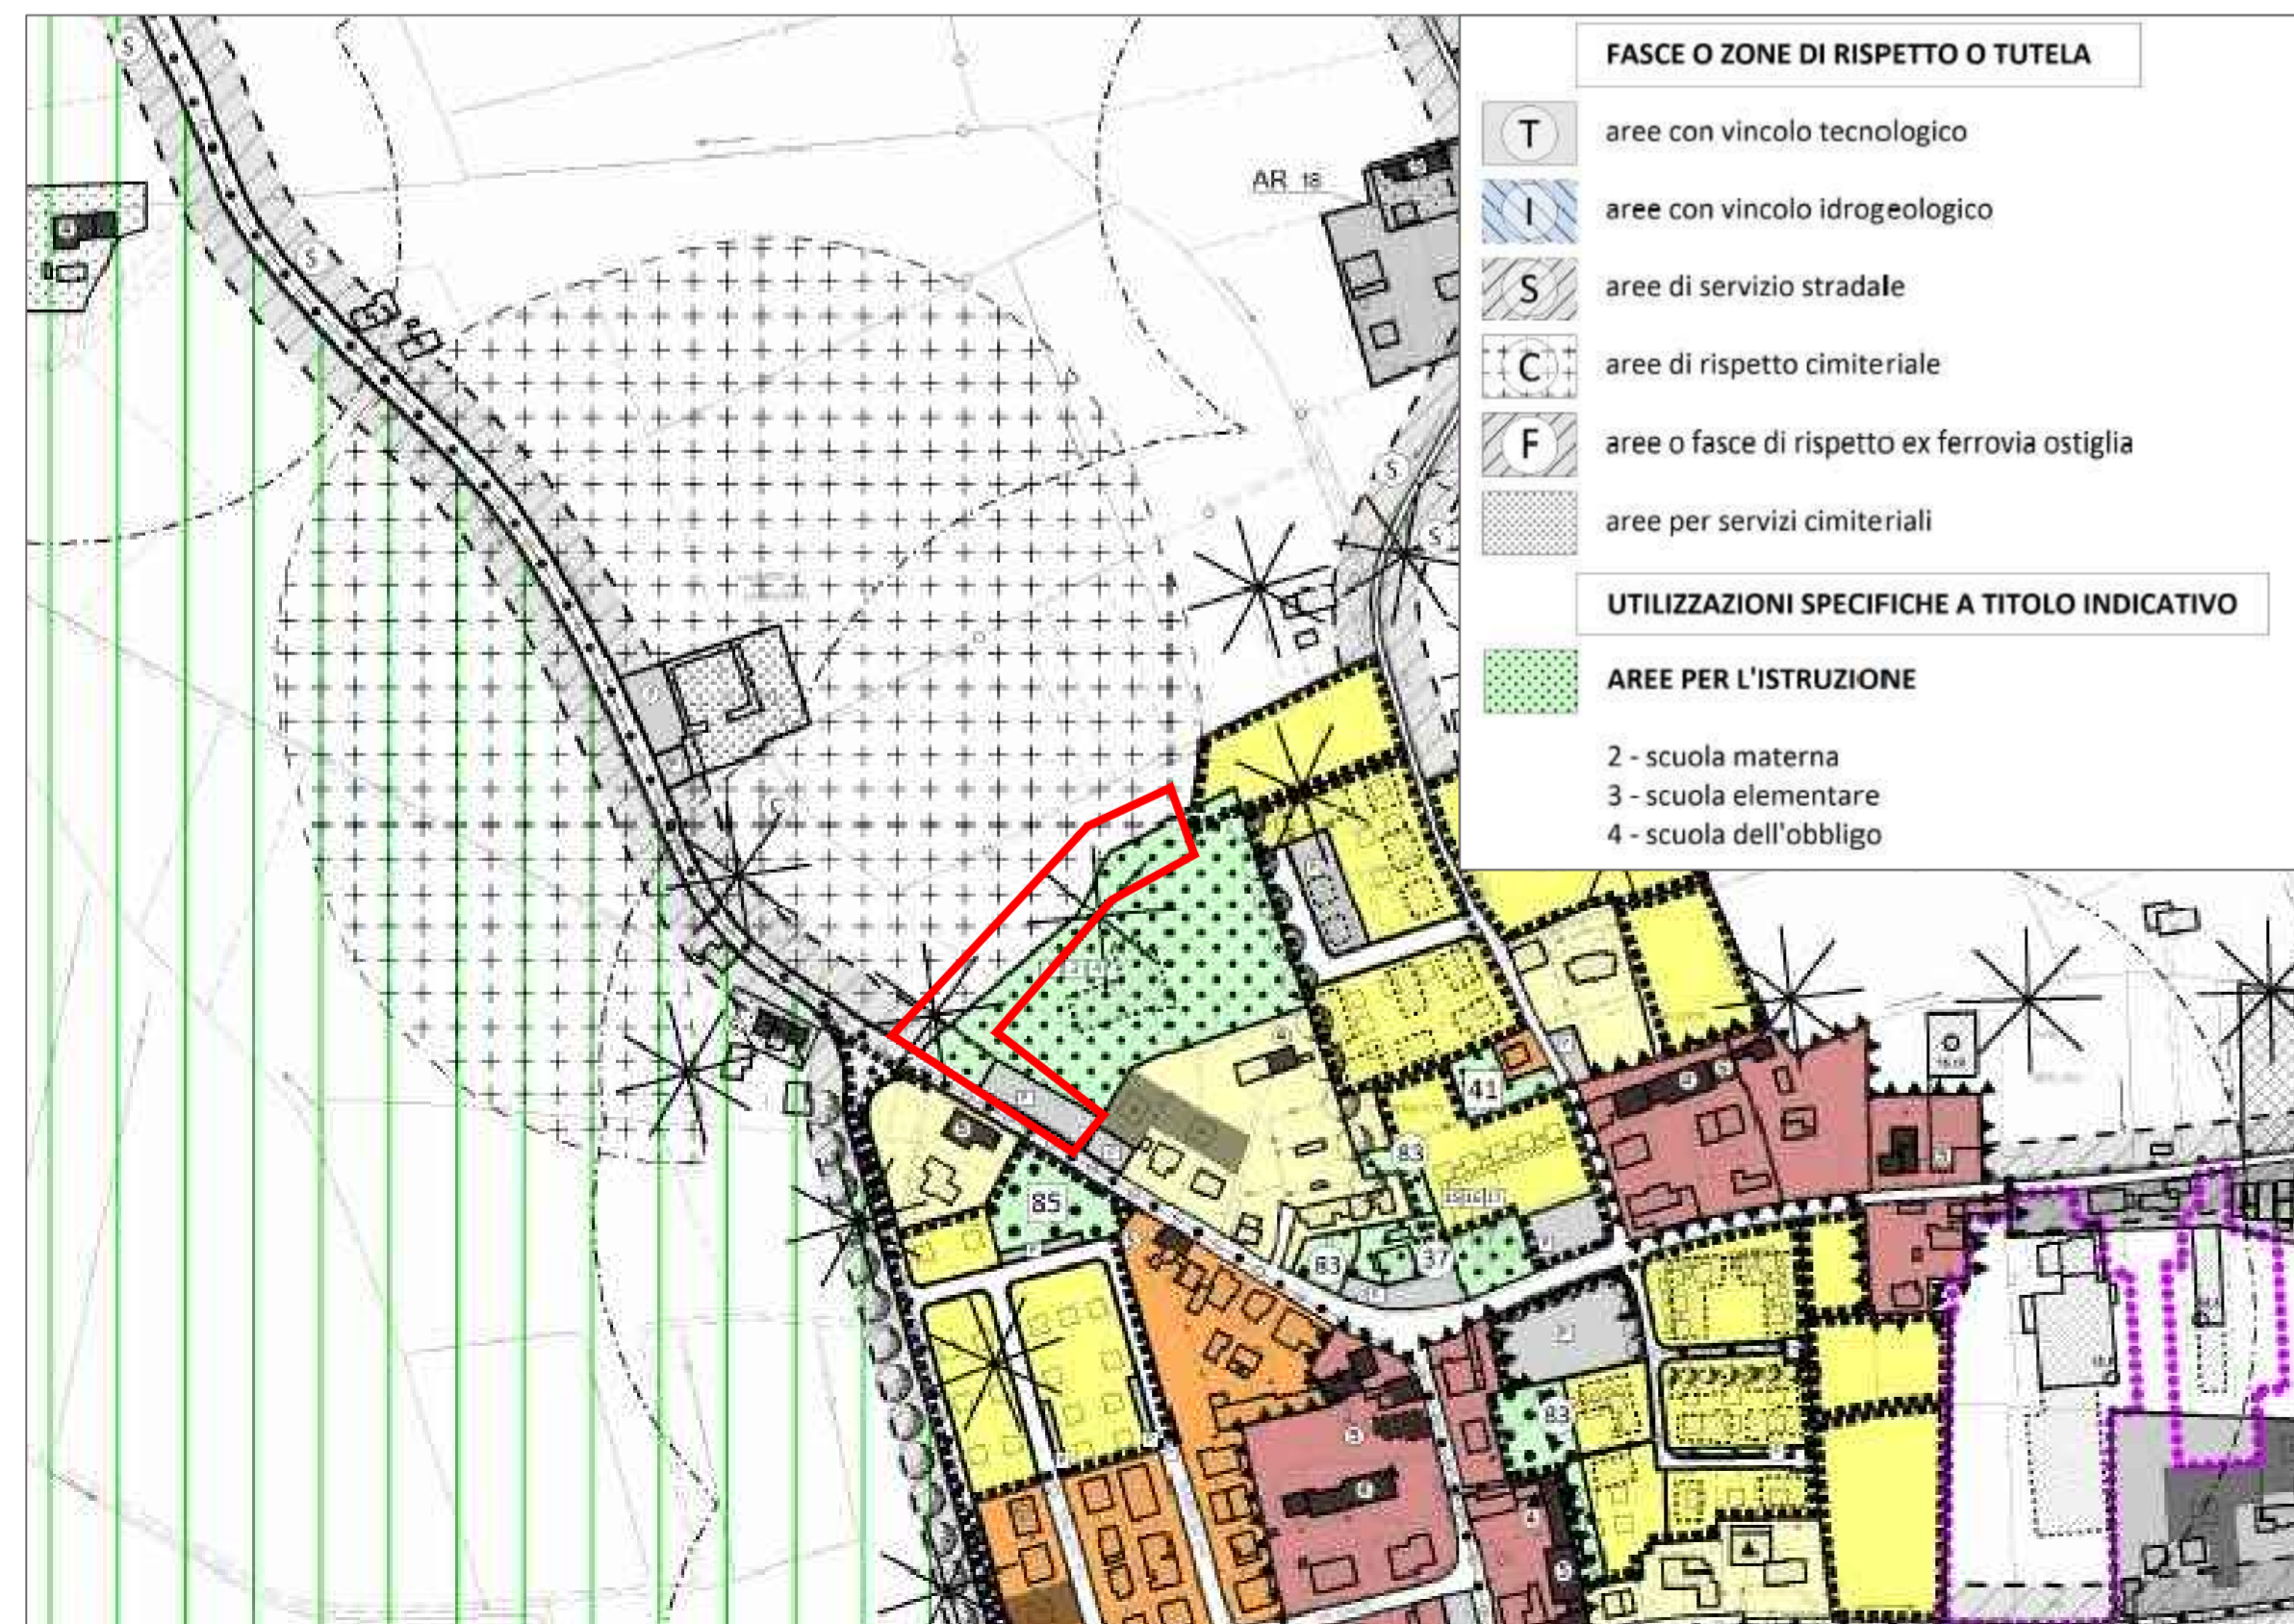 FASCE O ZONE DI RISPETTO O TUTELA
T aree con vincolo tecnologico
I aree con vincolo idrogeologico
S aree di servizio stradale
C aree di rispetto cimiteriale
F aree o fasce di rispetto ex ferrovia ostiglia
aree per servizi cimiteriali
UTILIZZAZIONI SPECIFICHE A TITOLO INDICATIVO
AREE PER L'ISTRUZIONE
2 - scuola materna
3 - scuola elementare
4 - scuola dell'obbligo
S
AR 18
S
S
S
C
41
83
85
83
37
83